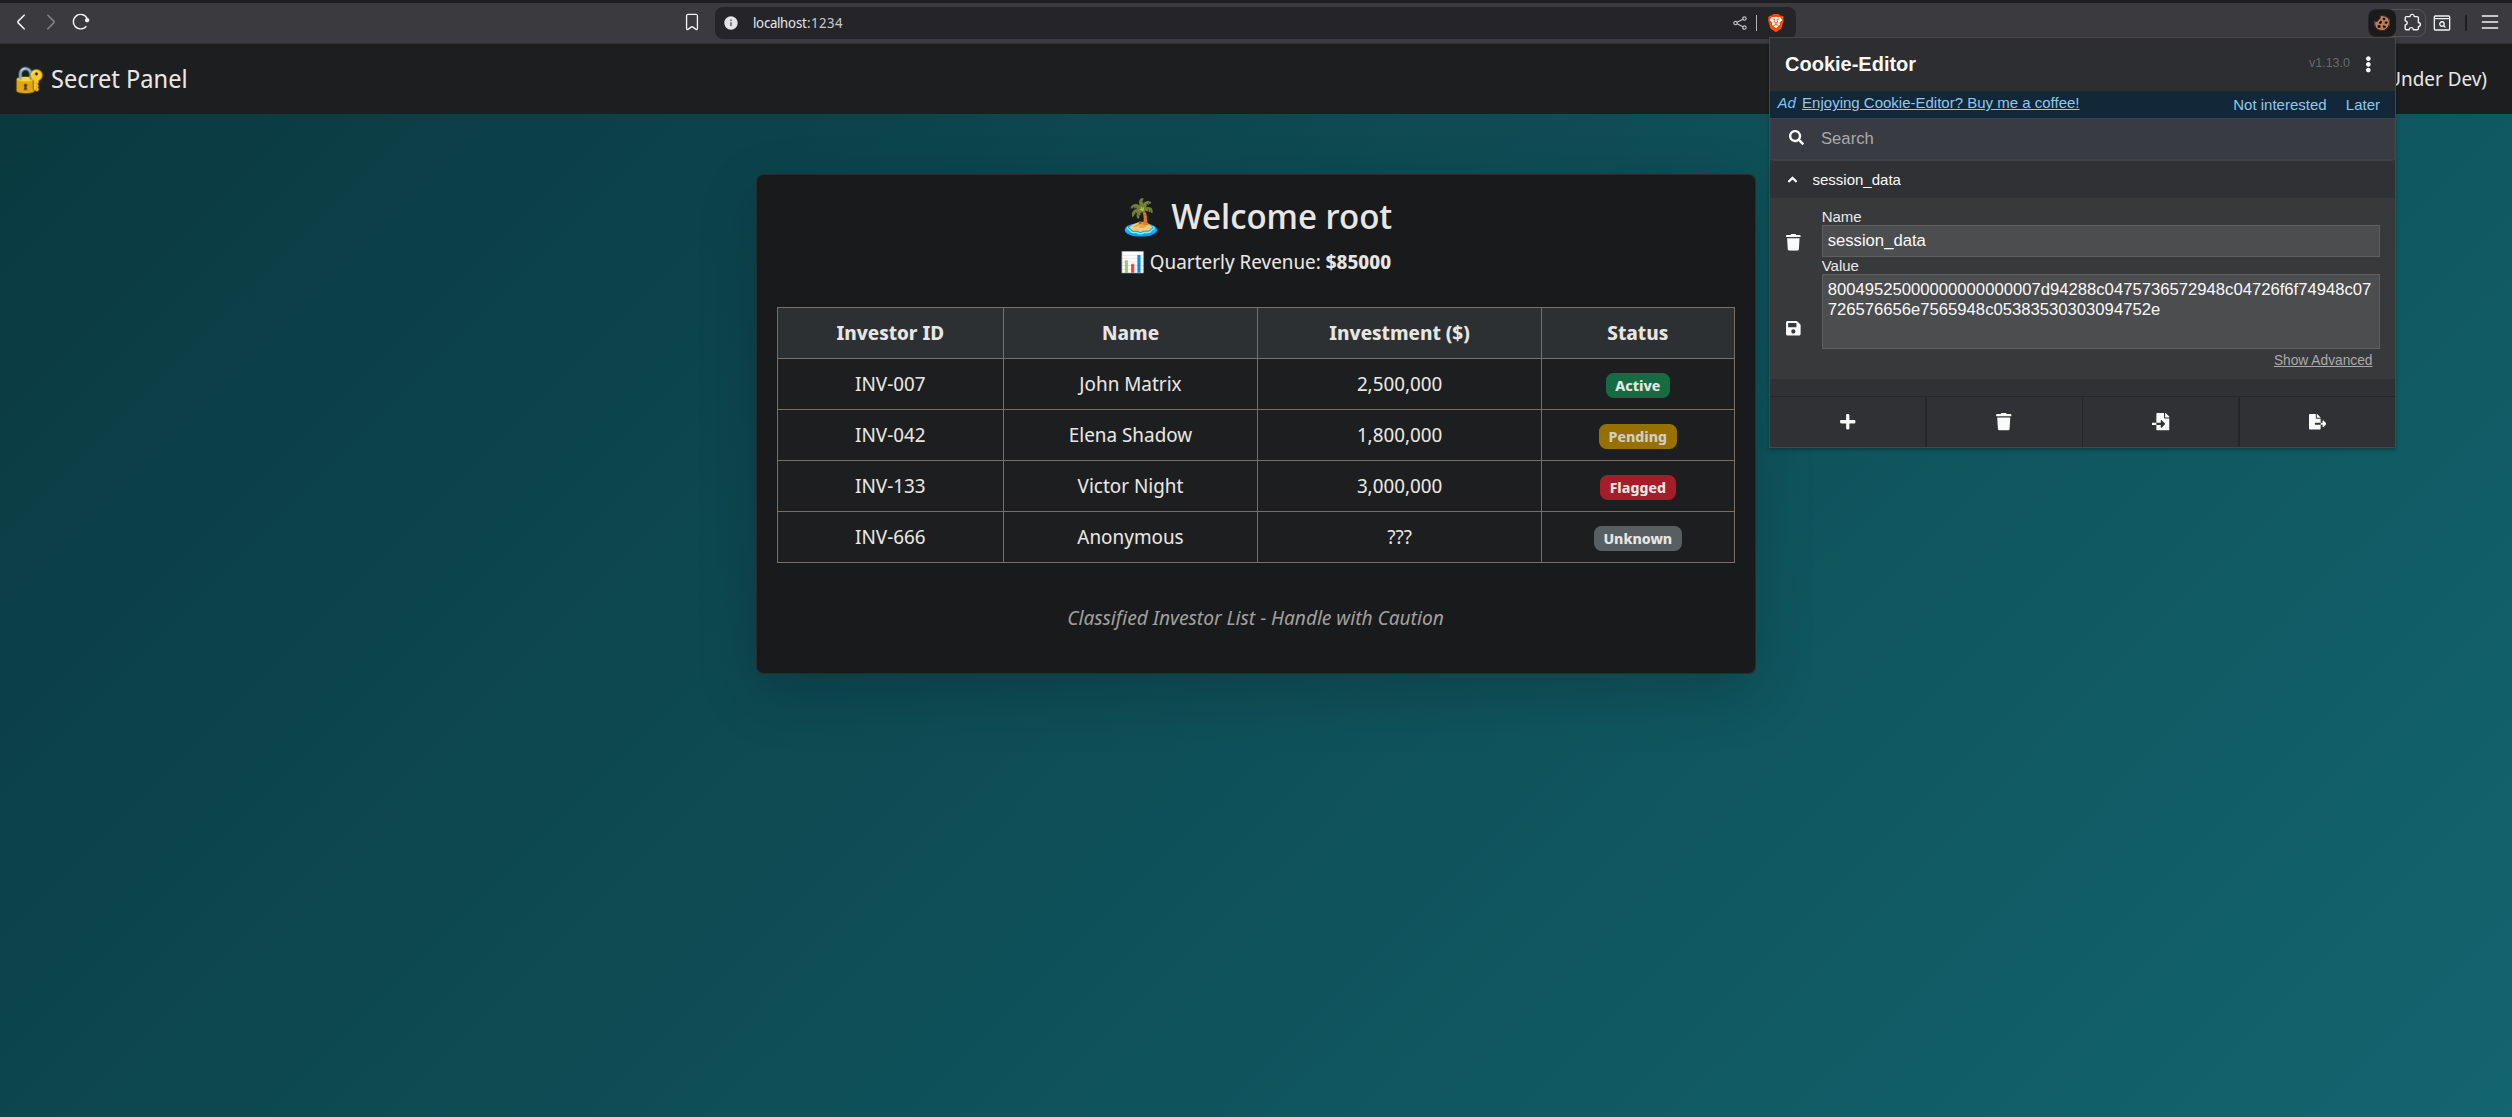 localhost:1234
🔐 Secret Panel
Under Dev)
Cookie-Editor
v1.13.0
Ad Enjoying Cookie-Editor? Buy me a coffee!
Not interested Later
Search
session_data
Name
session_data
Value
80049525000000000000007d94288c0475736572948c04726f6f74948c07
726576656e7565948c05383530303094752e
Show Advanced
🏝️ Welcome root
📊 Quarterly Revenue: $85000
Investor ID Name Investment ($) Status
INV-007 John Matrix 2,500,000 Active
INV-042 Elena Shadow 1,800,000 Pending
INV-133 Victor Night 3,000,000 Flagged
INV-666 Anonymous ??? Unknown
Classified Investor List - Handle with Caution